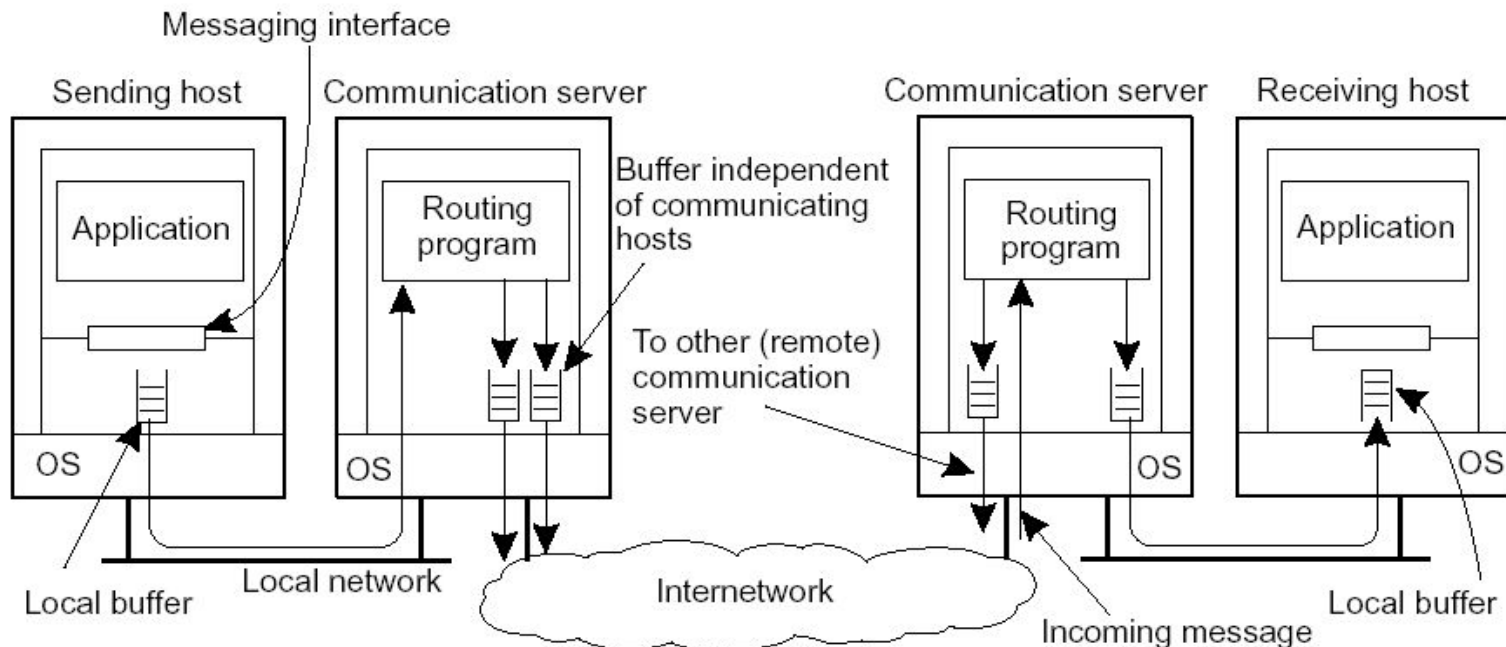 Messaging interface
Sending host
Communication server
Communication server
Receiving host
Application
Routing
program
Buffer independent
of communicating
hosts
Routing
program
Application
To other (remote)
communication
server
OS
OS
OS
OS
Local network
Local buffer
Internetwork
Incoming message
Local buffer